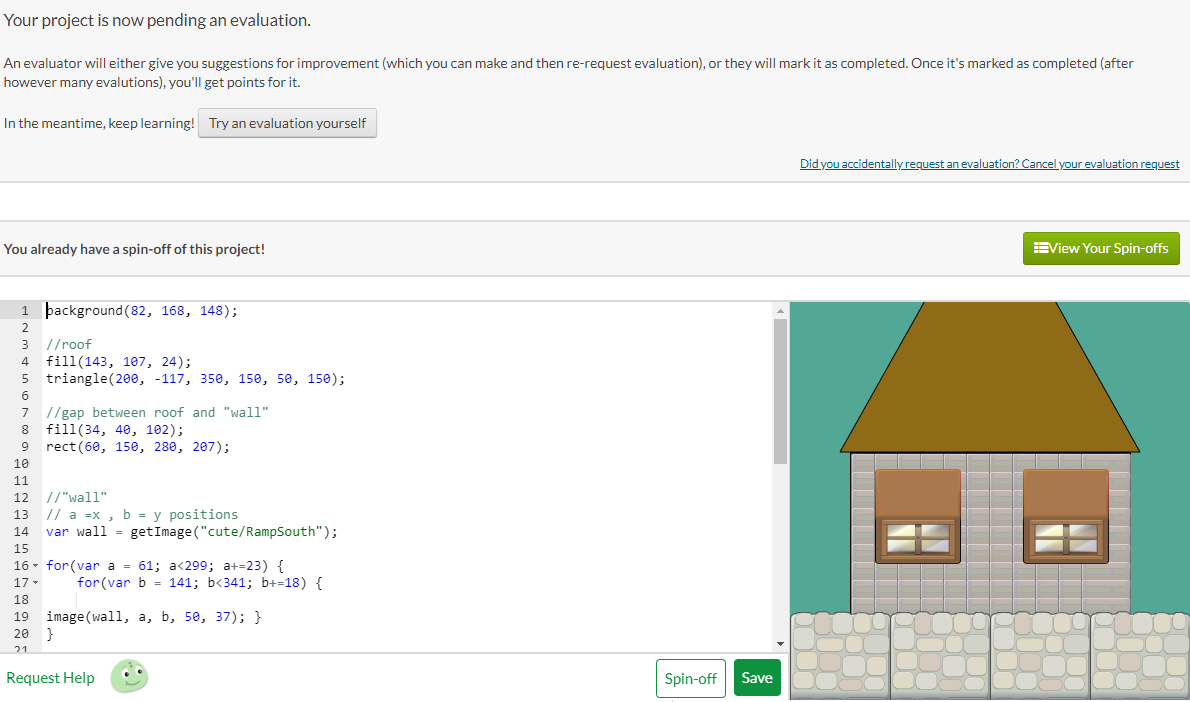 Your project is now pending an evaluation.
An evaluator will either give you suggestions for improvement (which you can make and then re-request evaluation), or they will mark it as completed. Once it's marked as completed (after
however many evalutions), you'll get points for it.
In the meantime, keep learning! Try an evaluation yourself
Did you accidentally request an evaluation? Cancel your evaluation request
You already have a spin-off of this project!
View Your Spin-offs
1 background(82, 168, 148);
2
3 //roof
4 fill(143, 107, 24);
5 triangle(200, -117, 350, 150, 50, 150);
6
7 //gap between roof and "wall"
8 fill(34, 40, 102);
9 rect(60, 150, 280, 207);
10
11
12 //"wall"
13 // a =x , b = y positions
14 var wall = getImage("cute/RampSouth");
15
16 for(var a = 61; a<299; a+=23) {
17 for(var b = 141; b<341; b+=18) {
18
19 image(wall, a, b, 50, 37); }
20 }
21
Request Help
Spin-off
Save